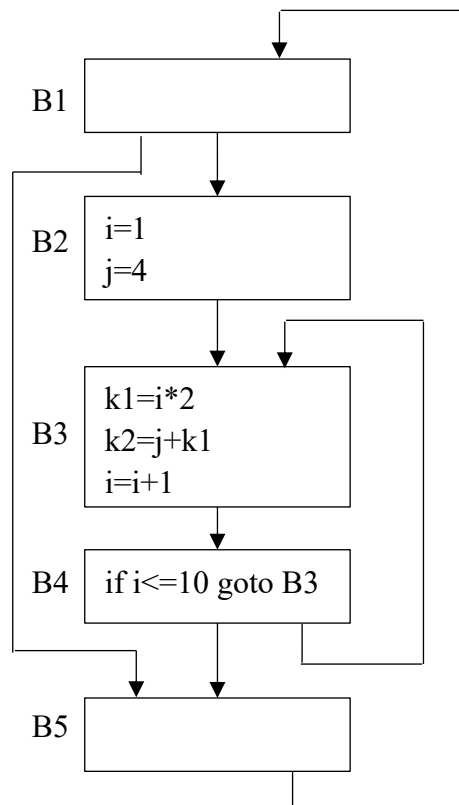 B1
B2
i=1
j=4
B3
k1=i*2
k2=j+k1
i=i+1
B4
if i<=10 goto B3
B5